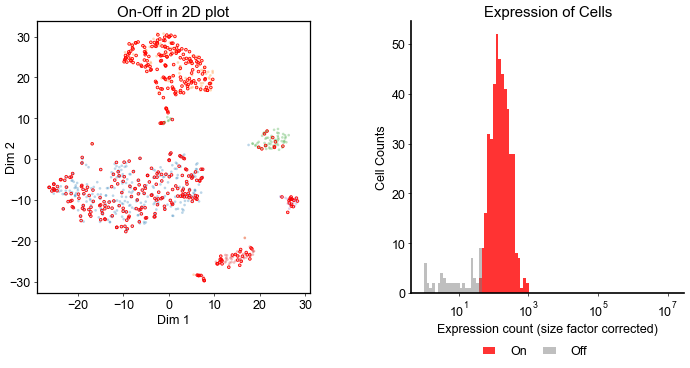 On-Off in 2D plot
30
20
10
0
−10
−20
−30
Dim 2
−20 −10 0 10 20 30
Dim 1
Expression of Cells
50
40
30
20
10
0
Cell Counts
10^1 10^3 10^5 10^7
Expression count (size factor corrected)
On Off